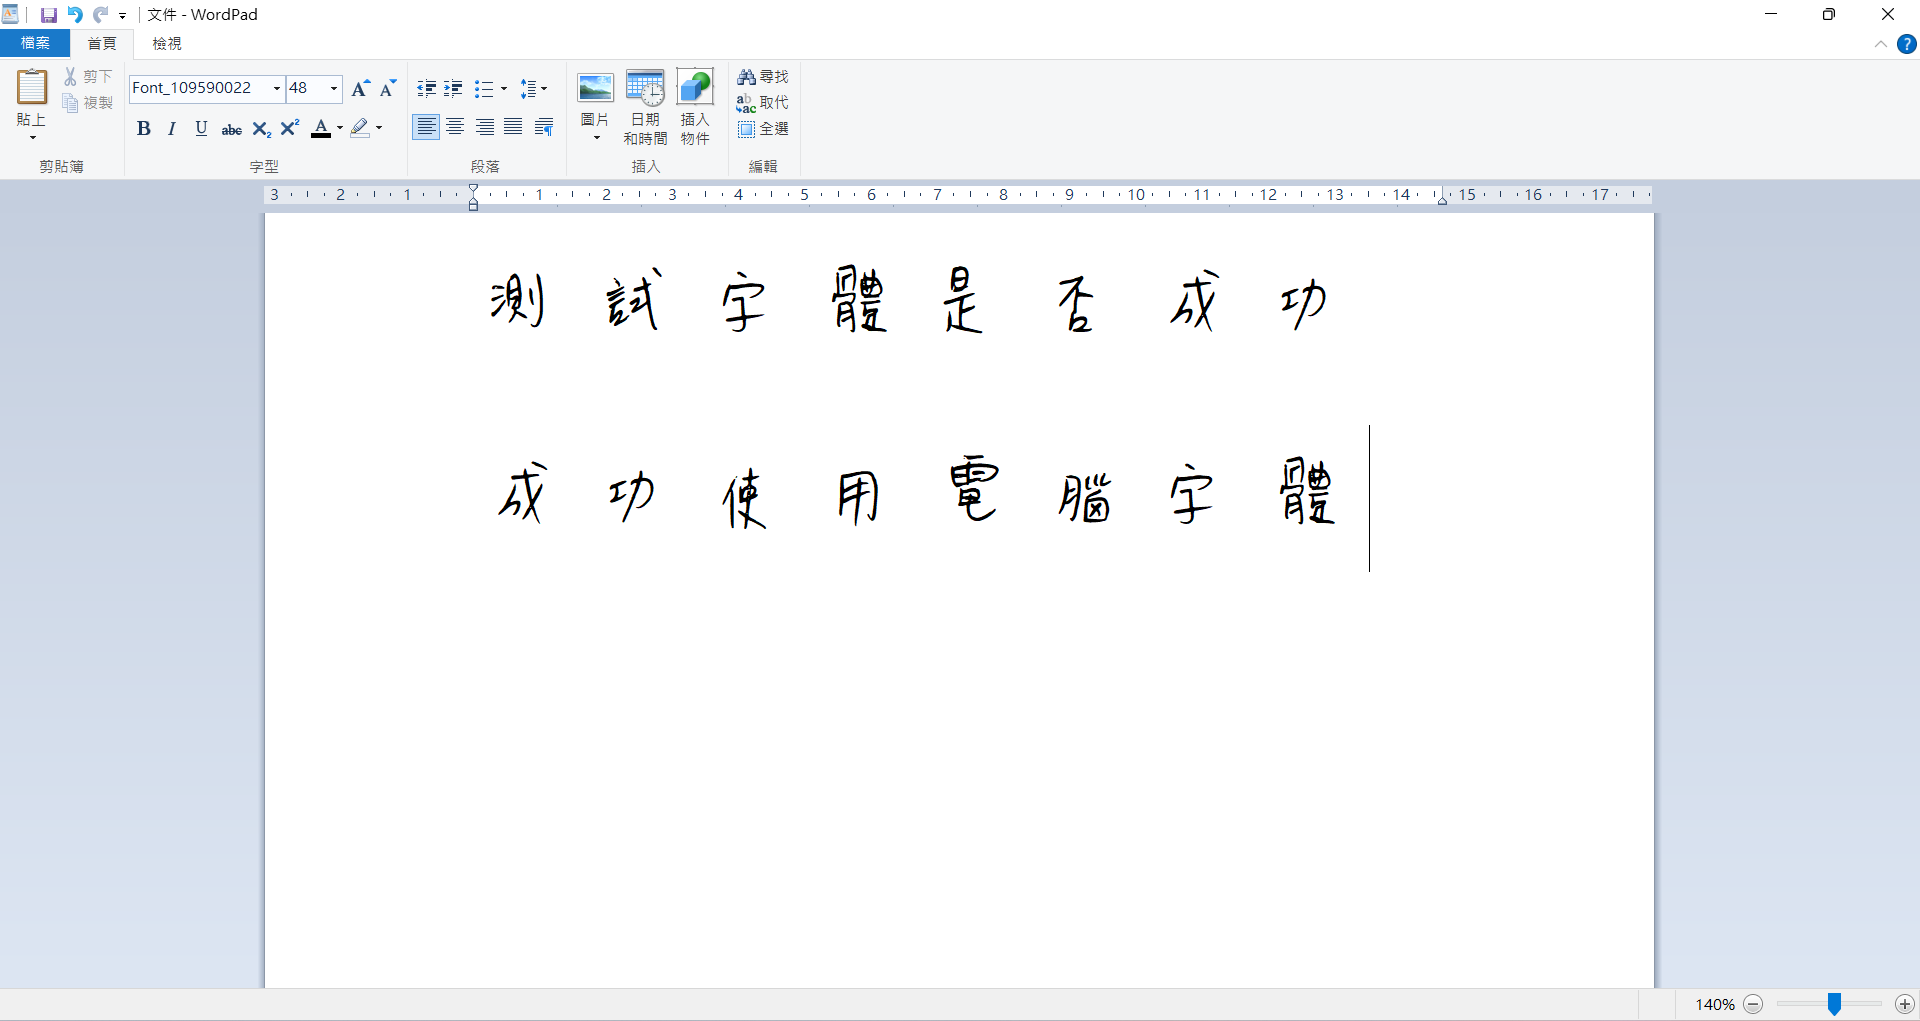 文件 - WordPad
檔案 首頁 檢視
貼上 剪下 複製 剪貼簿
Font_109590022 48
B I U abc X₂ X² A
字型
段落
圖片 日期和時間 插入物件
插入
尋找
取代
全選
編輯
3 2 1 1 2 3 4 5 6 7 8 9 10 11 12 13 14 15 16 17
測試字體是否成功
成功使用電腦字體
140%